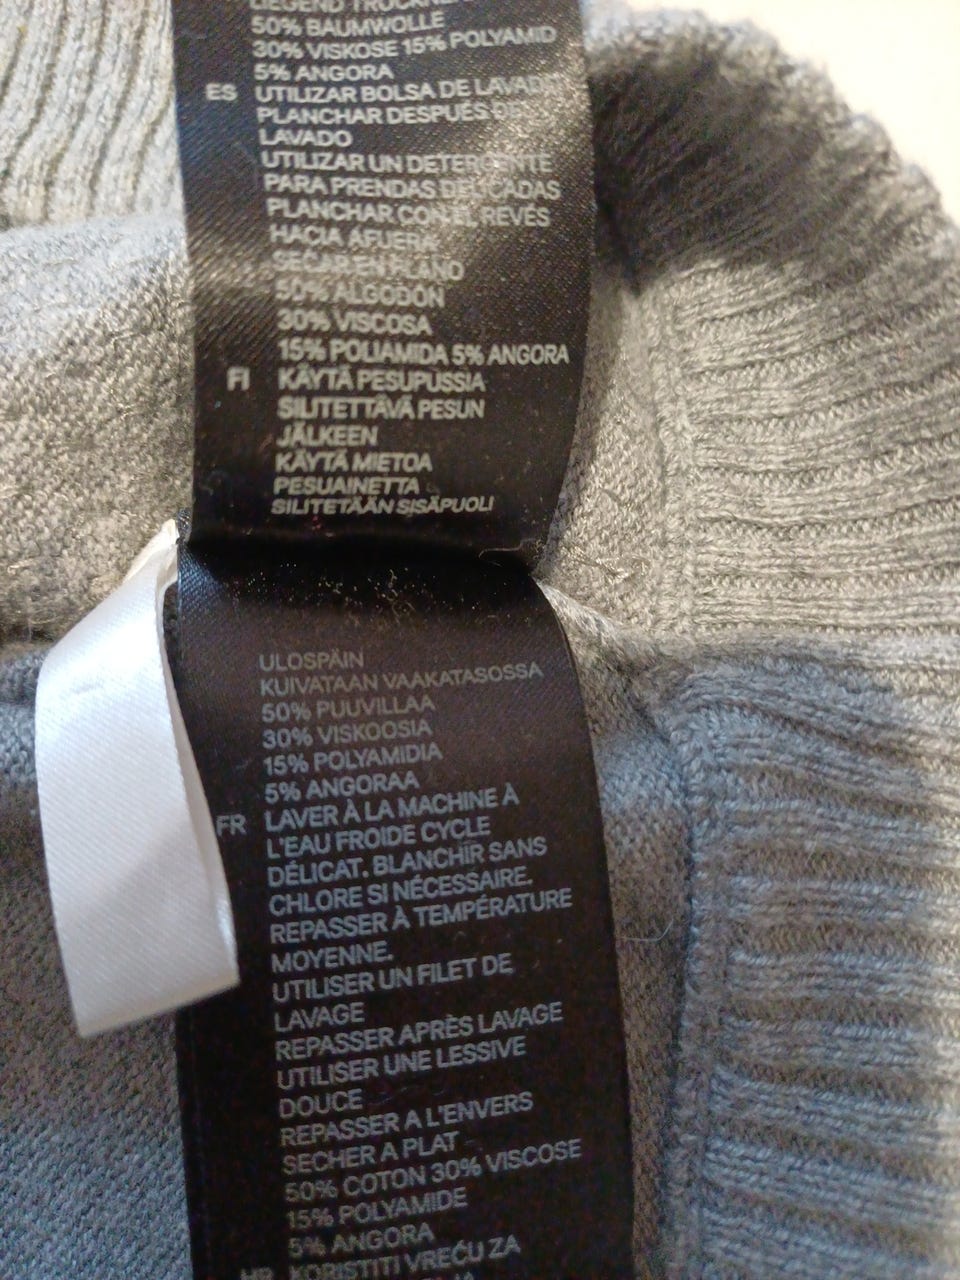 LIEGEND TROCKNEN
50% BAUMWOLLE
30% VISKOSE 15% POLYAMID
5% ANGORA
ES UTILIZAR BOLSA DE LAVADO
PLANCHAR DESPUÉS DE
LAVADO
UTILIZAR UN DETERGENTE
PARA PRENDAS DELICADAS
PLANCHAR CON EL REVÉS
HACIA AFUERA
SECAR EN PLANO
50% ALGODÓN
30% VISCOSA
15% POLIAMIDA 5% ANGORA
FI KÄYTÄ PESUPUSSIA
SILITETTÄVÄ PESUN
JÄLKEEN
KÄYTÄ MIETOA
PESUAINETTA
SILITETÄÄN SISÄPUOLI
ULOSPÄIN
KUIVATAAN VAAKATASOSSA
50% PUUVILLAA
30% VISKOOSIA
15% POLYAMIDIA
5% ANGORAA
FR LAVER À LA MACHINE À
L'EAU FROIDE CYCLE
DÉLICAT. BLANCHIR SANS
CHLORE SI NÉCESSAIRE.
REPASSER À TEMPÉRATURE
MOYENNE.
UTILISER UN FILET DE
LAVAGE
REPASSER APRÈS LAVAGE
UTILISER UNE LESSIVE
DOUCE
REPASSER A L'ENVERS
SECHER A PLAT
50% COTON 30% VISCOSE
15% POLYAMIDE
5% ANGORA
HR KORISTITI VREĆU ZA